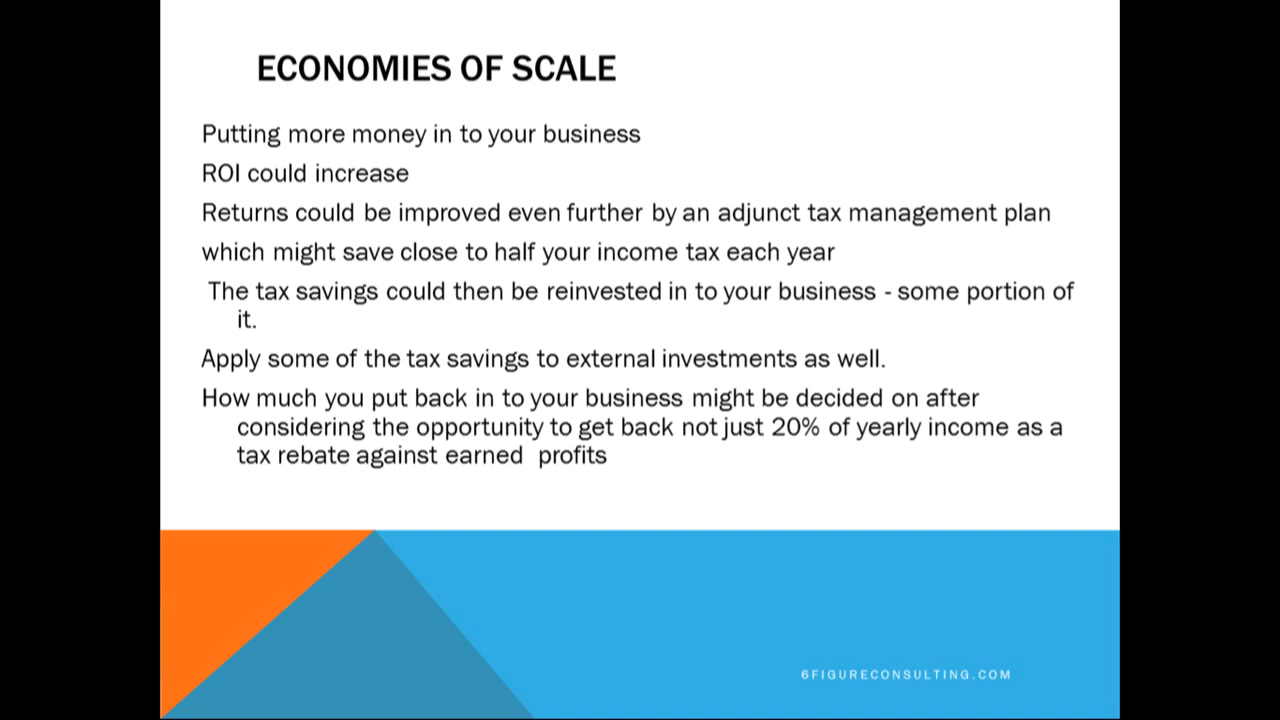 ECONOMIES OF SCALE
Putting more money in to your business
ROI could increase
Returns could be improved even further by an adjunct tax management plan
which might save close to half your income tax each year
The tax savings could then be reinvested in to your business - some portion of
it.
Apply some of the tax savings to external investments as well.
How much you put back in to your business might be decided on after
considering the opportunity to get back not just 20% of yearly income as a
tax rebate against earned  profits
6FIGURECONSULTING.COM